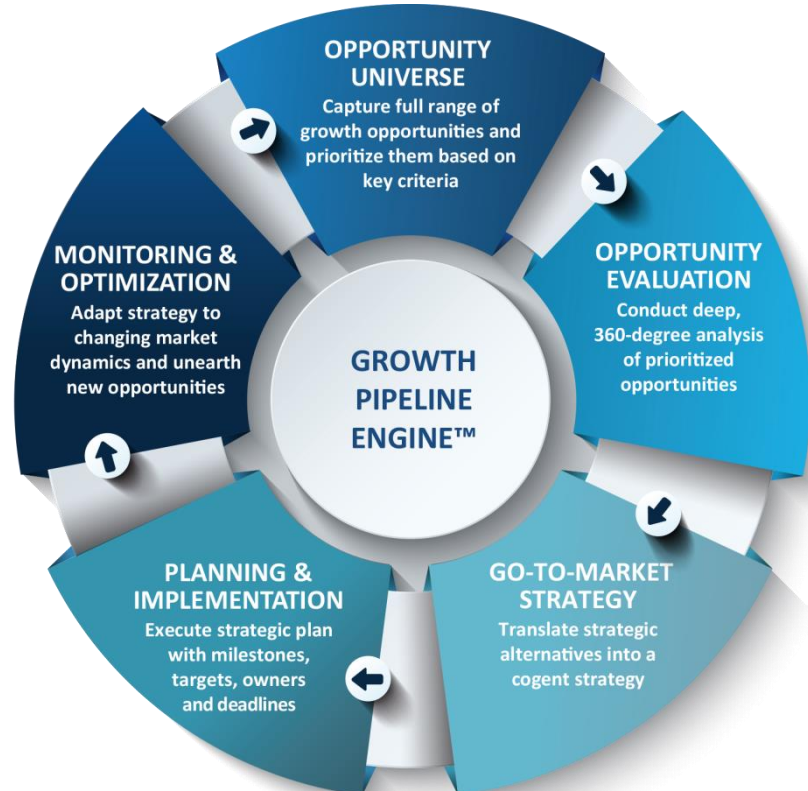 OPPORTUNITY
UNIVERSE
Capture full range of
growth opportunities and
prioritize them based on
key criteria
OPPORTUNITY
EVALUATION
Conduct deep,
360-degree analysis
of prioritized
opportunities
GO-TO-MARKET
STRATEGY
Translate strategic
alternatives into a
cogent strategy
PLANNING &
IMPLEMENTATION
Execute strategic plan
with milestones,
targets, owners
and deadlines
MONITORING &
OPTIMIZATION
Adapt strategy to
changing market
dynamics and unearth
new opportunities
GROWTH
PIPELINE
ENGINE™